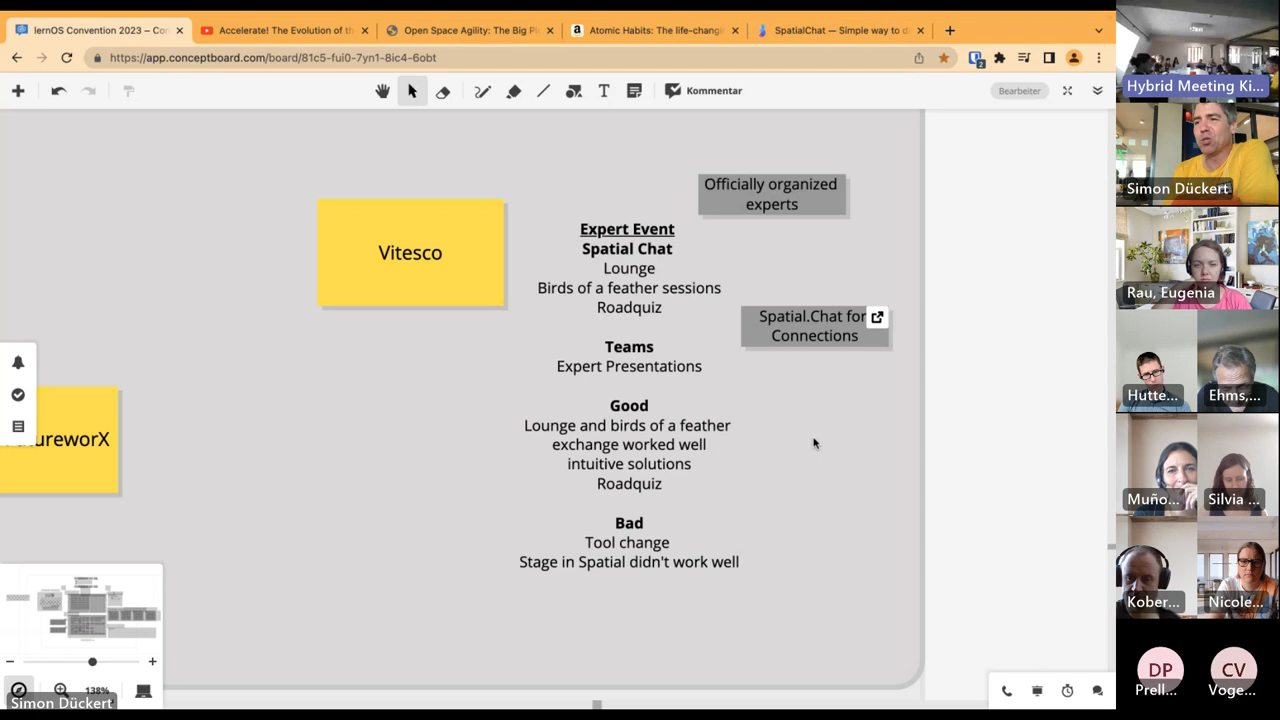 lernOS Convention 2023 – Con
Accelerate! The Evolution of th
Open Space Agility: The Big Pi
Atomic Habits: The life-changi
SpatialChat — Simple way to d
https://app.conceptboard.com/board/81c5-fui0-7yn1-8ic4-6obt
2
Kommentar
Bearbeiter
Officially organized
experts
Vitesco
Expert Event
Spatial Chat
Lounge
Birds of a feather sessions
Roadquiz
Spatial.Chat for
Connections
Teams
Expert Presentations
Good
Lounge and birds of a feather
exchange worked well
intuitive solutions
Roadquiz
tureworX
Bad
Tool change
Stage in Spatial didn't work well
138%
Simon Dückert
Hybrid Meeting Ki...
Simon Dückert
Rau, Eugenia
Hutte...
Ehms,...
Muño...
Silvia ...
Kober...
Nicole...
DP
Prell...
CV
Voge...